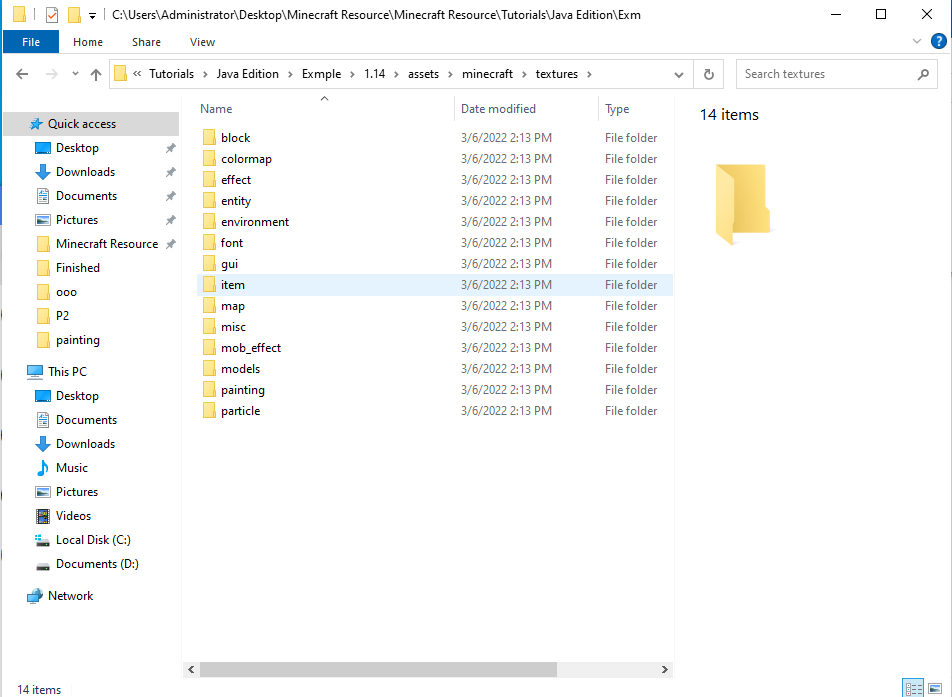 C:\Users\Administrator\Desktop\Minecraft Resource\Minecraft Resource\Tutorials\Java Edition\Exm
File Home Share View
« Tutorials > Java Edition > Exmple > 1.14 > assets > minecraft > textures >
Search textures
Quick access
Desktop
Downloads
Documents
Pictures
Minecraft Resource
Finished
ooo
P2
painting
This PC
Desktop
Documents
Downloads
Music
Pictures
Videos
Local Disk (C:)
Documents (D:)
Network
Name Date modified Type
block 3/6/2022 2:13 PM File folder
colormap 3/6/2022 2:13 PM File folder
effect 3/6/2022 2:13 PM File folder
entity 3/6/2022 2:13 PM File folder
environment 3/6/2022 2:13 PM File folder
font 3/6/2022 2:13 PM File folder
gui 3/6/2022 2:13 PM File folder
item 3/6/2022 2:13 PM File folder
map 3/6/2022 2:13 PM File folder
misc 3/6/2022 2:13 PM File folder
mob_effect 3/6/2022 2:13 PM File folder
models 3/6/2022 2:13 PM File folder
painting 3/6/2022 2:13 PM File folder
particle 3/6/2022 2:13 PM File folder
14 items
14 items